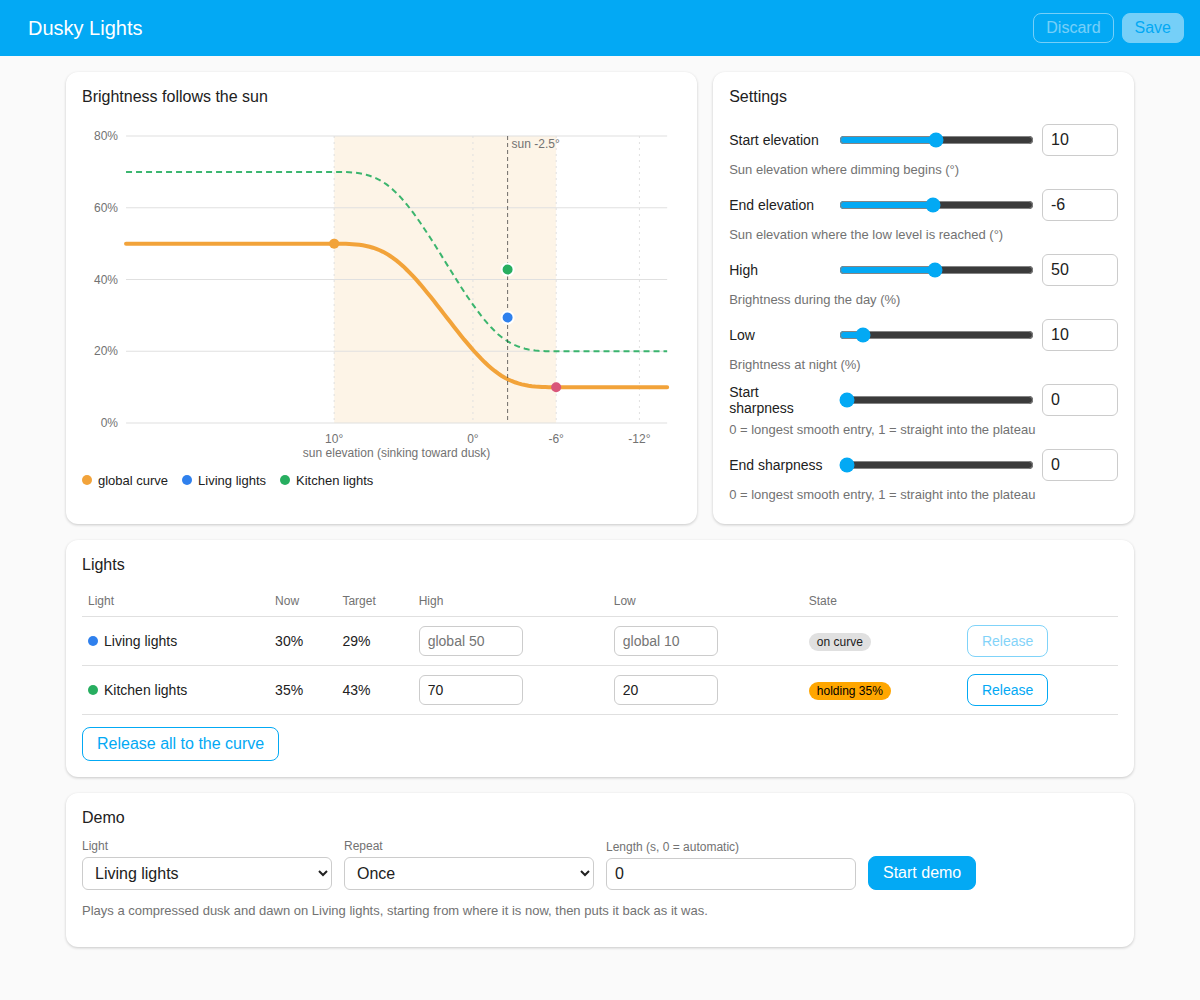 Dusky Lights
Discard
Save
Brightness follows the sun
80%
60%
40%
20%
0%
sun -2.5°
10°
0°
-6°
-12°
sun elevation (sinking toward dusk)
global curve
Living lights
Kitchen lights
Settings
Start elevation
10
Sun elevation where dimming begins (°)
End elevation
-6
Sun elevation where the low level is reached (°)
High
50
Brightness during the day (%)
Low
10
Brightness at night (%)
Start
sharpness
0
0 = longest smooth entry, 1 = straight into the plateau
End sharpness
0
0 = longest smooth entry, 1 = straight into the plateau
Lights
Light Now Target High Low State
Living lights 30% 29% global 50 global 10 on curve Release
Kitchen lights 35% 43% 70 20 holding 35% Release
Release all to the curve
Demo
Light Repeat Length (s, 0 = automatic)
Living lights Once 0 Start demo
Plays a compressed dusk and dawn on Living lights, starting from where it is now, then puts it back as it was.